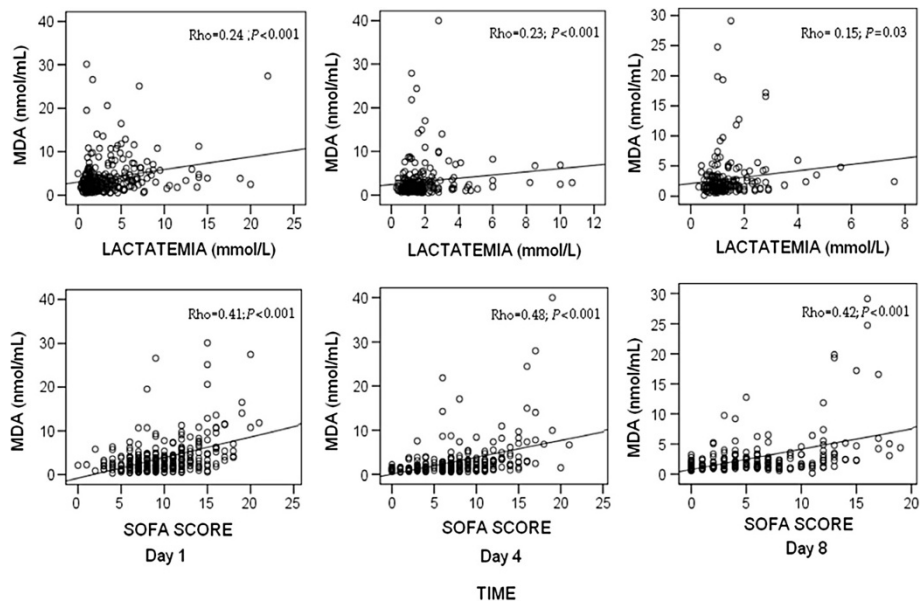 Rho=0.24 ;P<0.001
MDA (nmol/mL)
40
30
20
10
0
0 5 10 15 20 25
LACTATEMIA (mmol/L)
Rho=0.23; P<0.001
MDA (nmol/mL)
40
30
20
10
0
0 2 4 6 8 10 12
LACTATEMIA (mmol/L)
Rho= 0.15; P=0.03
MDA (nmol/mL)
30
25
20
15
10
5
0
0 2 4 6 8
LACTATEMIA (mmol/L)
Rho=0.41;P<0.001
MDA (nmol/mL)
40
30
20
10
0
0 5 10 15 20 25
SOFA SCORE
Day 1
Rho=0.48; P<0.001
MDA (nmol/mL)
40
30
20
10
0
0 5 10 15 20 25
SOFA SCORE
Day 4
Rho=0.42; P<0.001
MDA (nmol/mL)
30
25
20
15
10
5
0
0 5 10 15 20
SOFA SCORE
Day 8
TIME